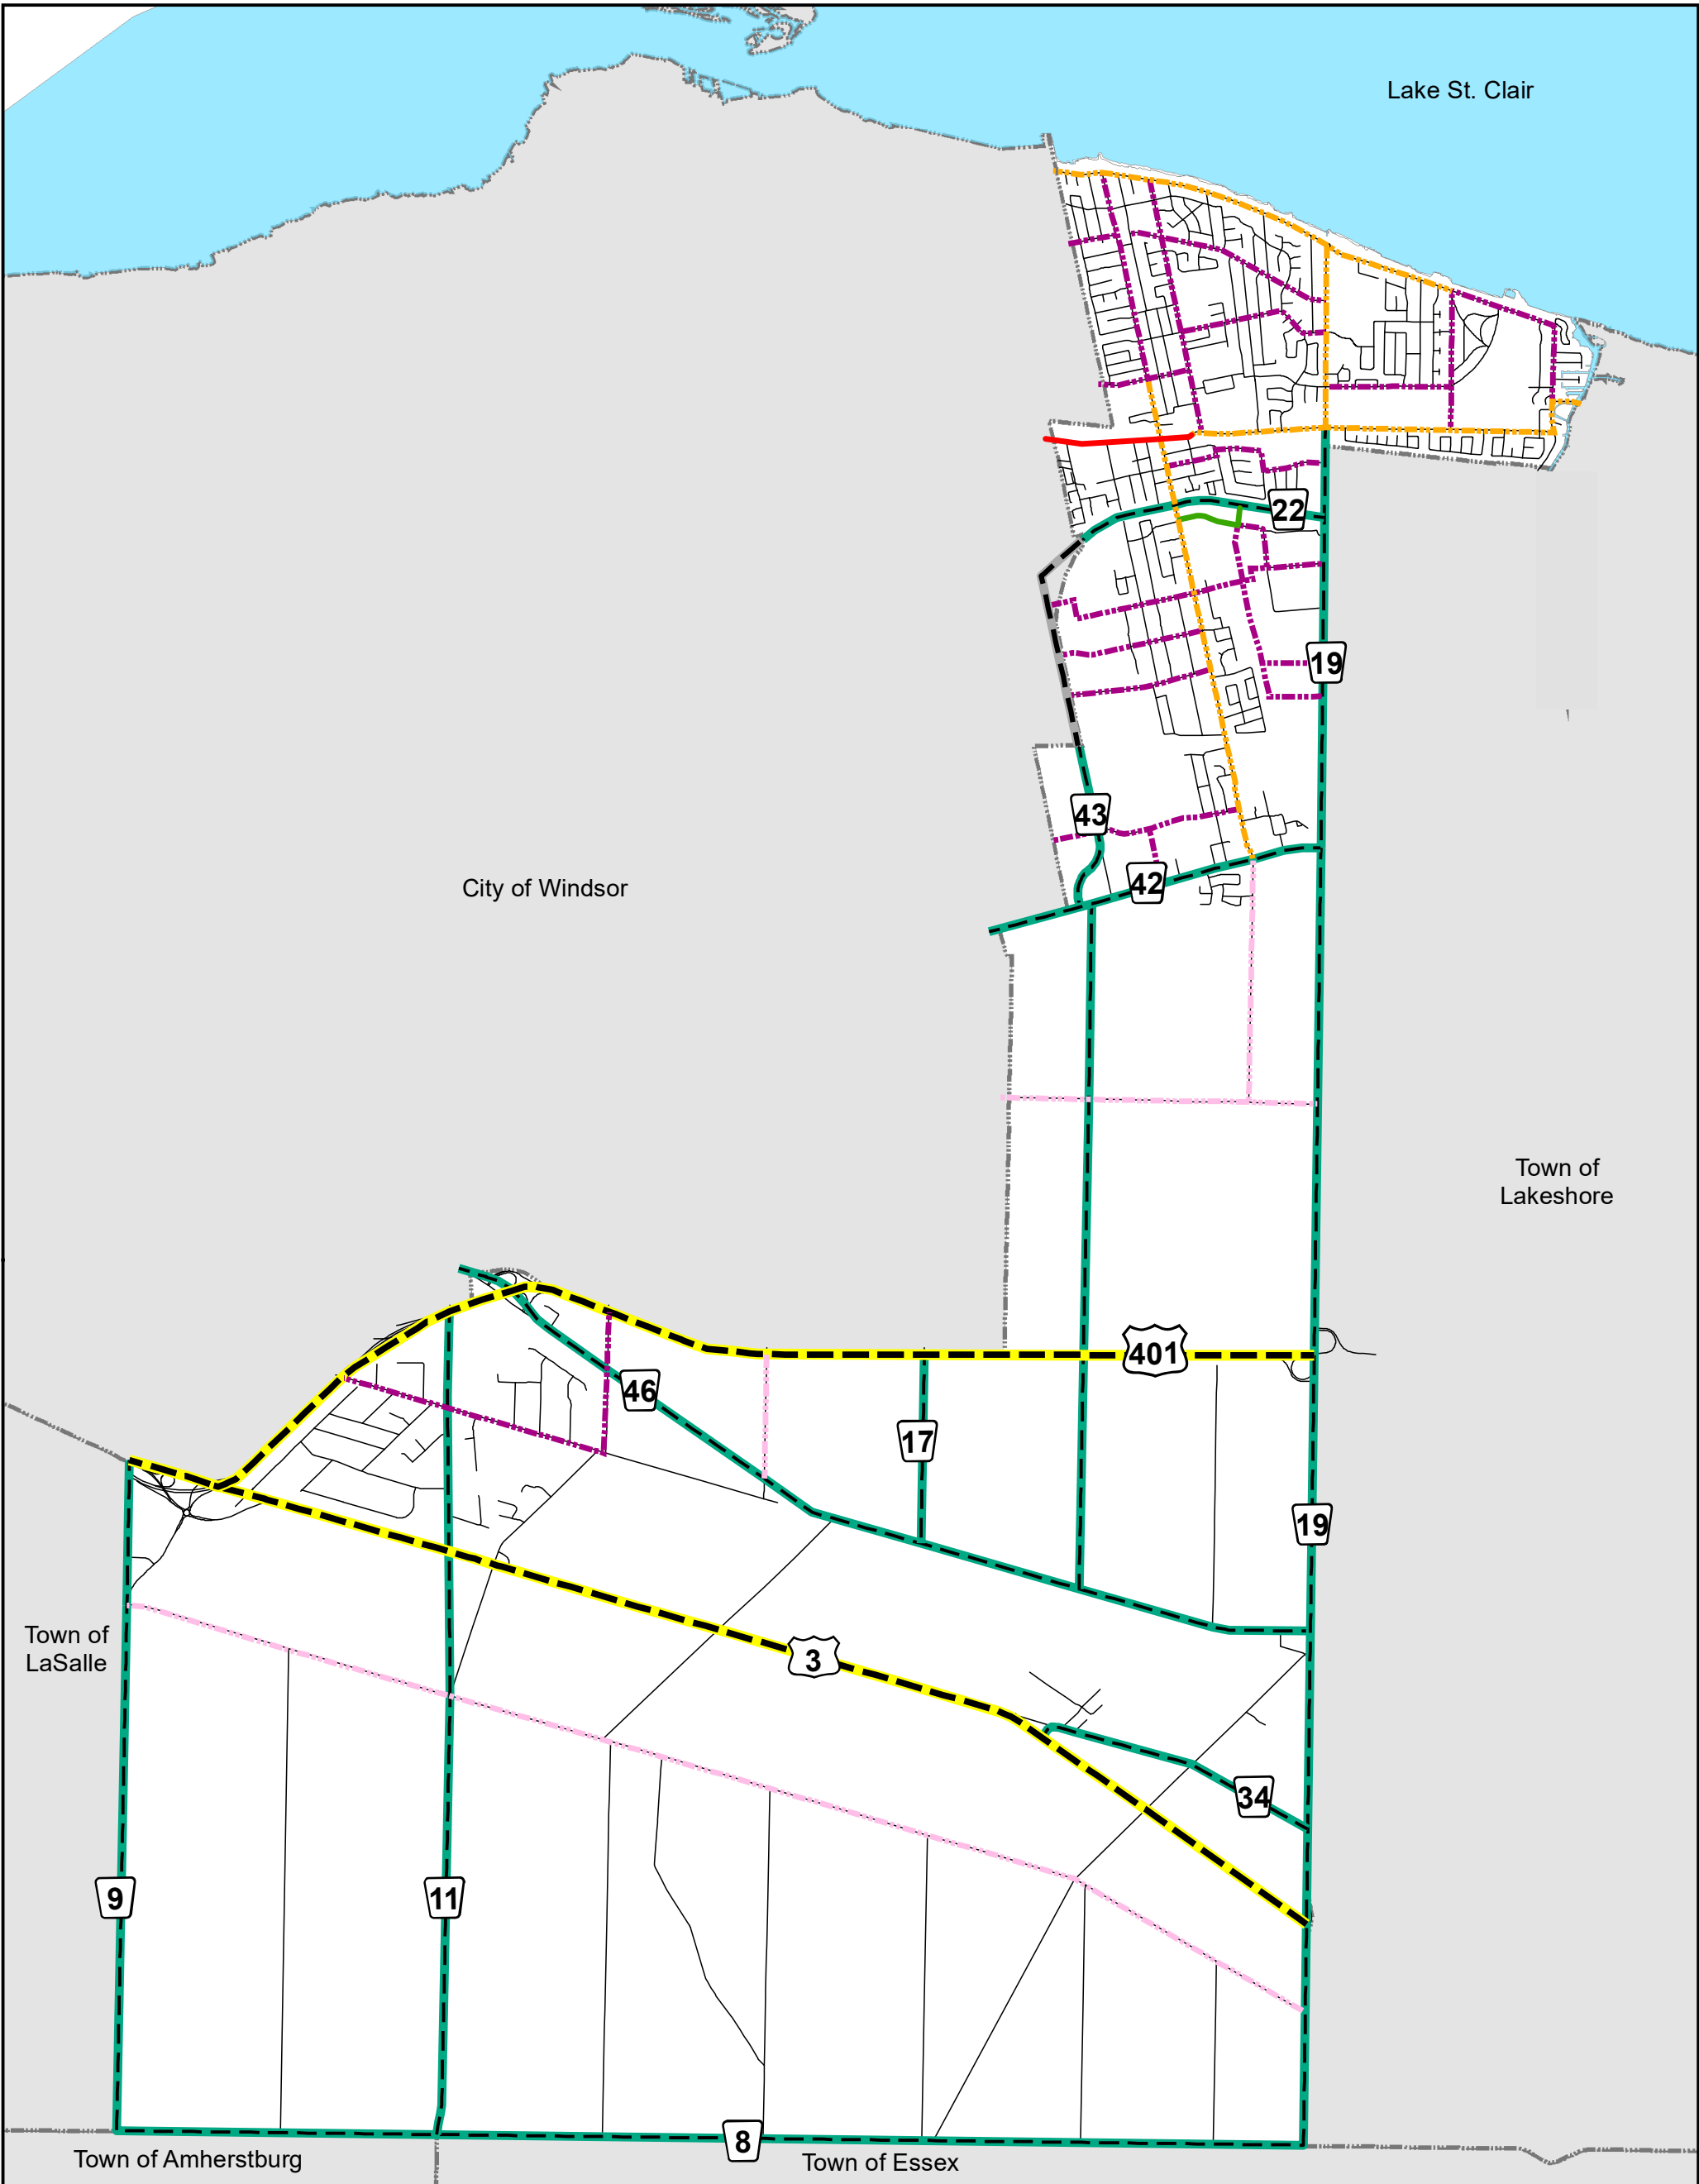 Lake St. Clair
22
19
43
42
City of Windsor
Town of
Lakeshore
401
46
17
19
Town of
LaSalle
3
34
9
11
8
Town of Amherstburg
Town of Essex